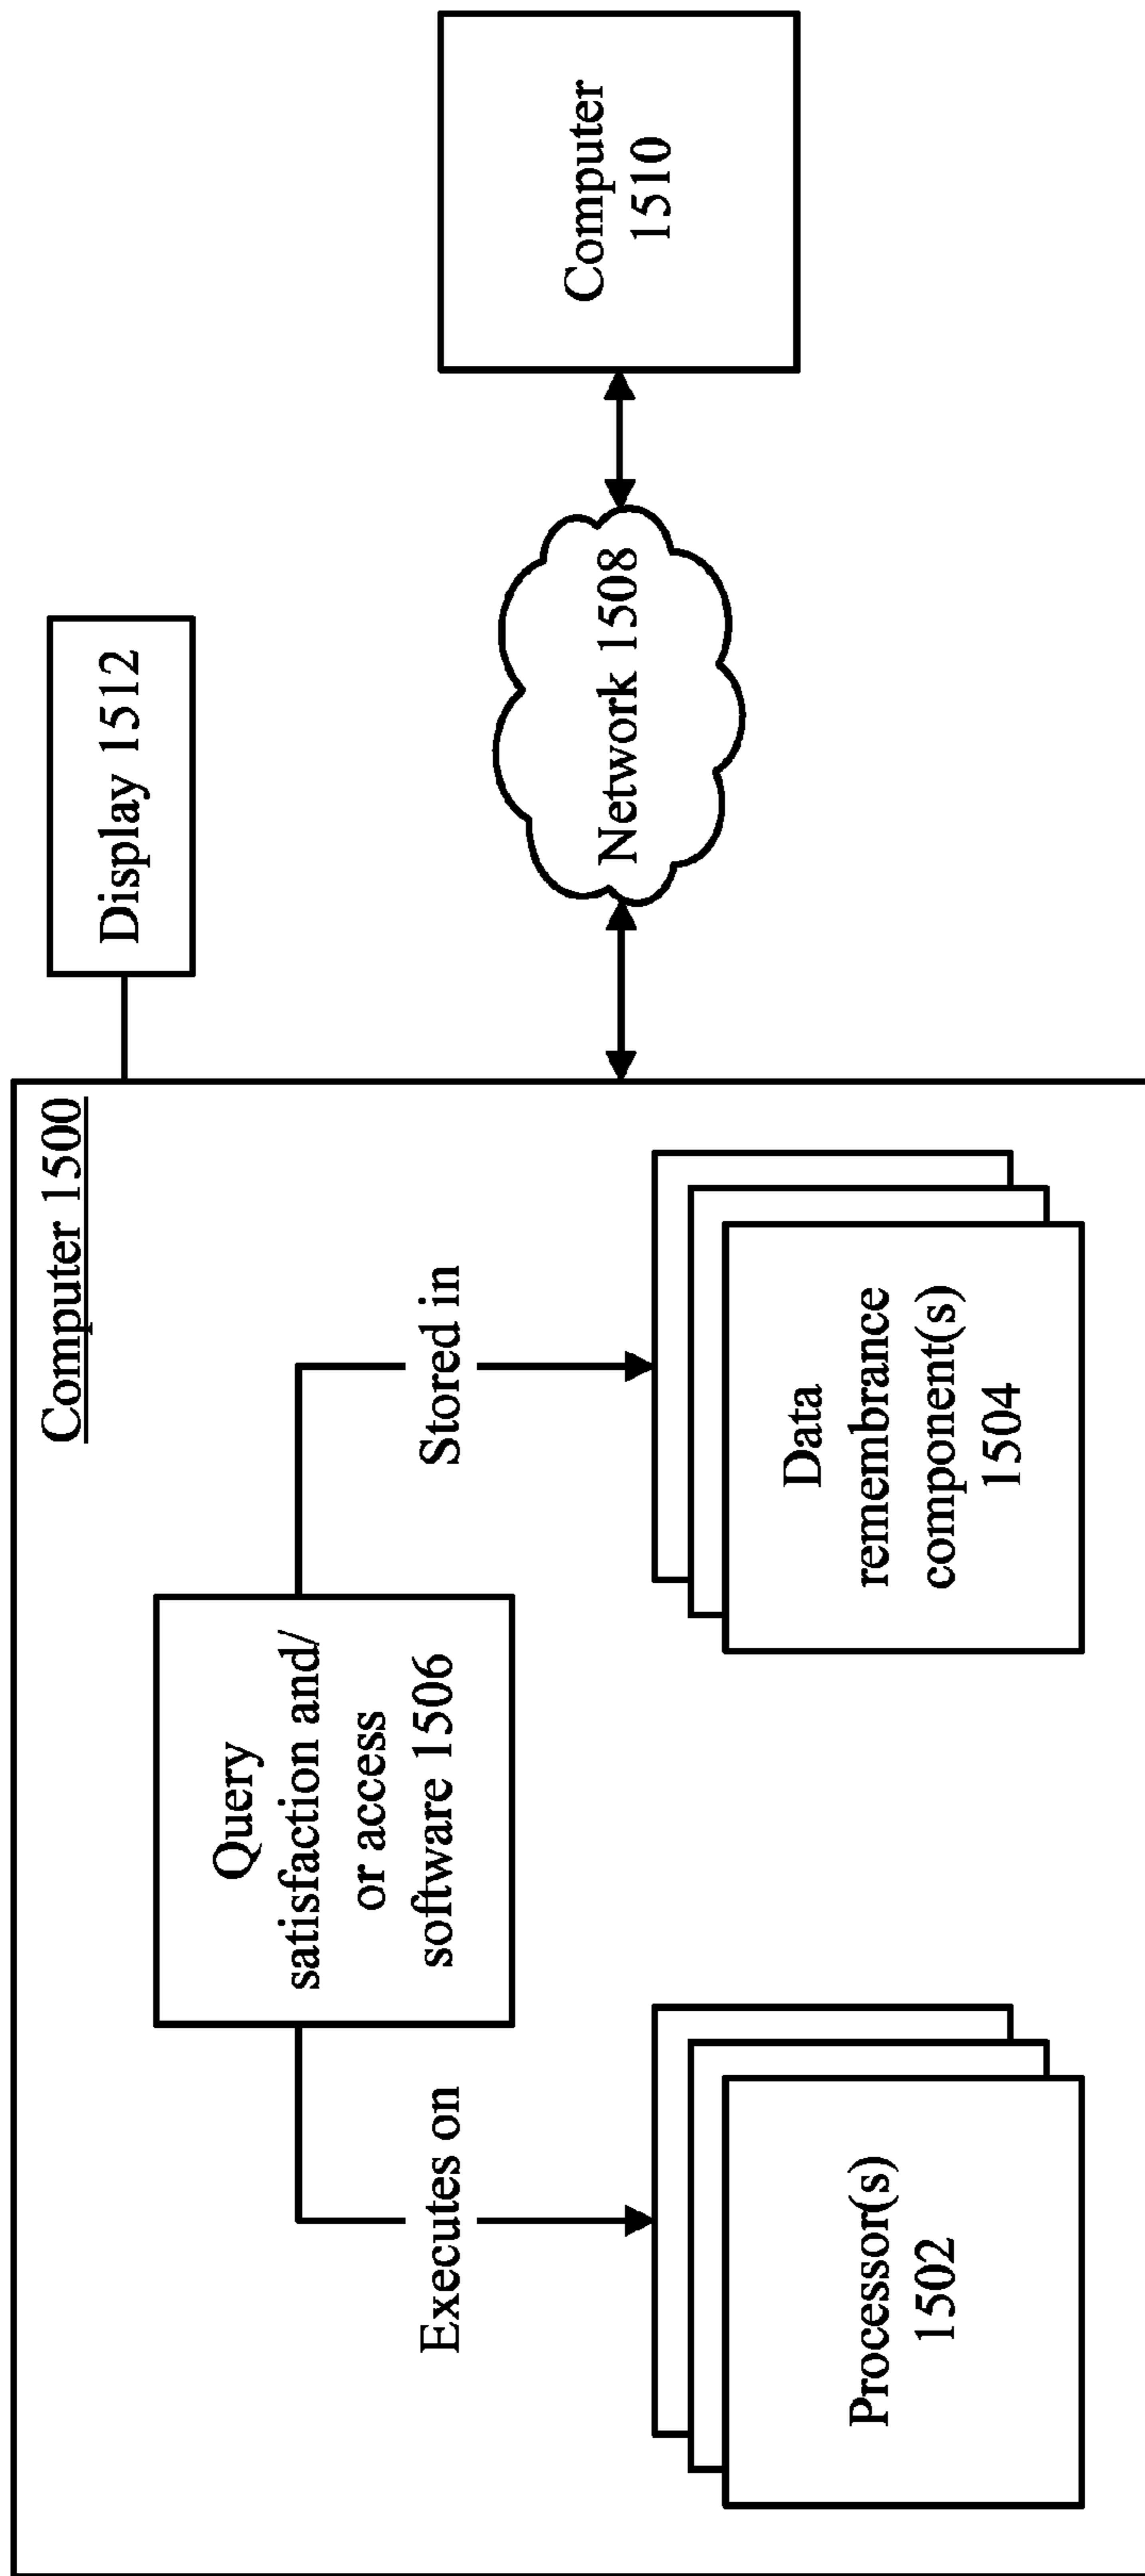 Computer 1500
Query
satisfaction and/
or access
software 1506
Executes on
Stored in
Processor(s)
1502
Data
remembrance
component(s)
1504
Display 1512
Network 1508
Computer
1510